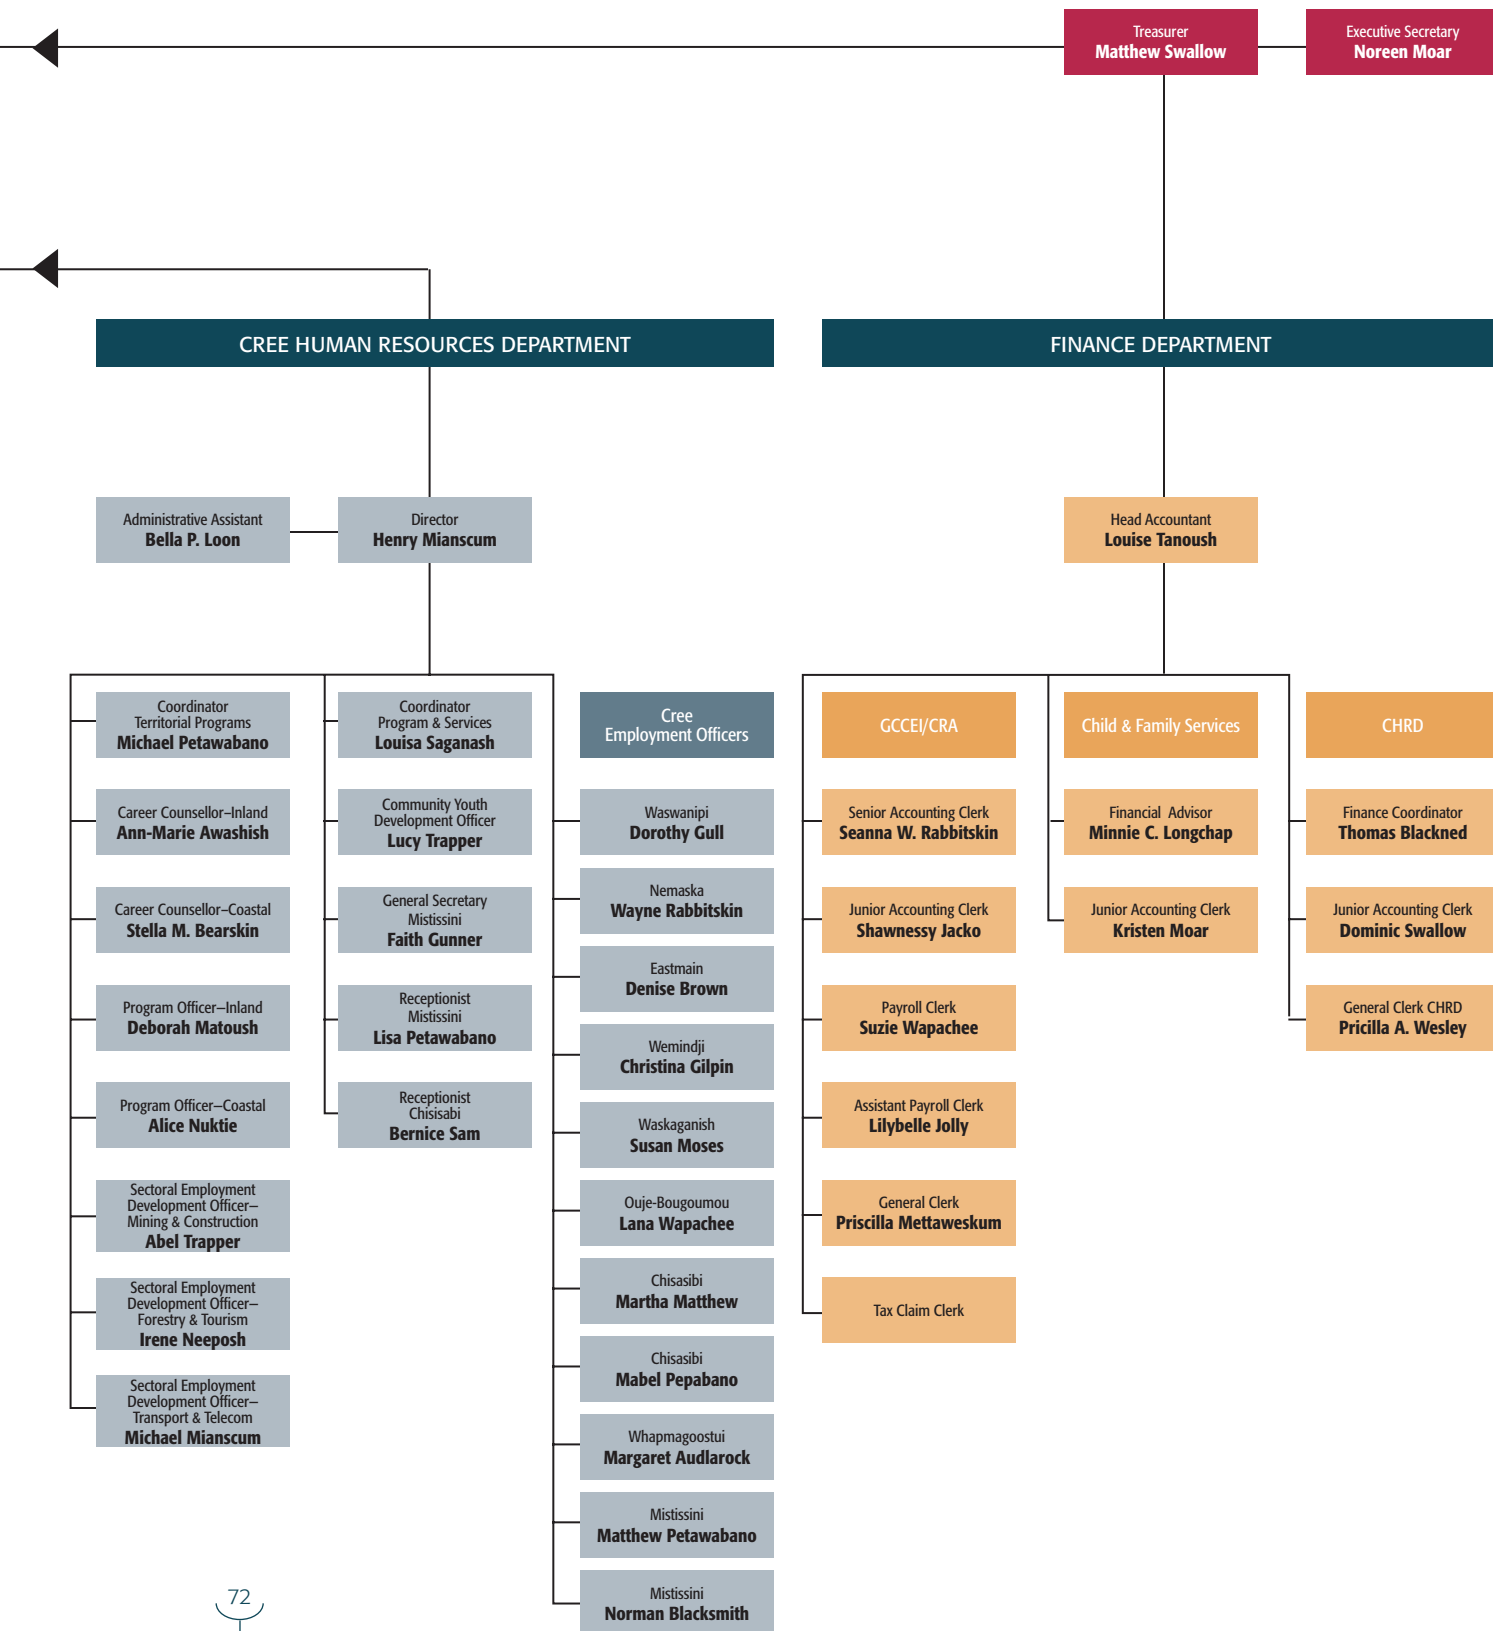 Treasurer
Matthew Swallow
Executive Secretary
Noreen Moar
CREE HUMAN RESOURCES DEPARTMENT
FINANCE DEPARTMENT
Administrative Assistant
Bella P. Loon
Director
Henry Mianscum
Head Accountant
Louise Tanoush
Coordinator
Territorial Programs
Michael Petawabano
Career Counsellor–Inland
Ann-Marie Awashish
Career Counsellor–Coastal
Stella M. Bearskin
Program Officer–Inland
Deborah Matoush
Program Officer–Coastal
Alice Nuktie
Sectoral Employment
Development Officer–
Mining & Construction
Abel Trapper
Sectoral Employment
Development Officer–
Forestry & Tourism
Irene Neeposh
Sectoral Employment
Development Officer–
Transport & Telecom
Michael Mianscum
Coordinator
Program & Services
Louisa Saganash
Community Youth
Development Officer
Lucy Trapper
General Secretary
Mistissini
Faith Gunner
Receptionist
Mistissini
Lisa Petawabano
Receptionist
Chisisabi
Bernice Sam
Cree
Employment Officers
Waswanipi
Dorothy Gull
Nemaska
Wayne Rabbitskin
Eastmain
Denise Brown
Wemindji
Christina Gilpin
Waskaganish
Susan Moses
Ouje-Bougoumou
Lana Wapachee
Chisasibi
Martha Matthew
Chisasibi
Mabel Pepabano
Whapmagoostui
Margaret Audlarock
Mistissini
Matthew Petawabano
Mistissini
Norman Blacksmith
GCCEI/CRA
Senior Accounting Clerk
Seanna W. Rabbitskin
Junior Accounting Clerk
Shawnessy Jacko
Payroll Clerk
Suzie Wapachee
Assistant Payroll Clerk
Lilybelle Jolly
General Clerk
Priscilla Mettaweskum
Tax Claim Clerk
Child & Family Services
Financial Advisor
Minnie C. Longchap
Junior Accounting Clerk
Kristen Moar
CHRD
Finance Coordinator
Thomas Blackned
Junior Accounting Clerk
Dominic Swallow
General Clerk CHRD
Pricilla A. Wesley
72